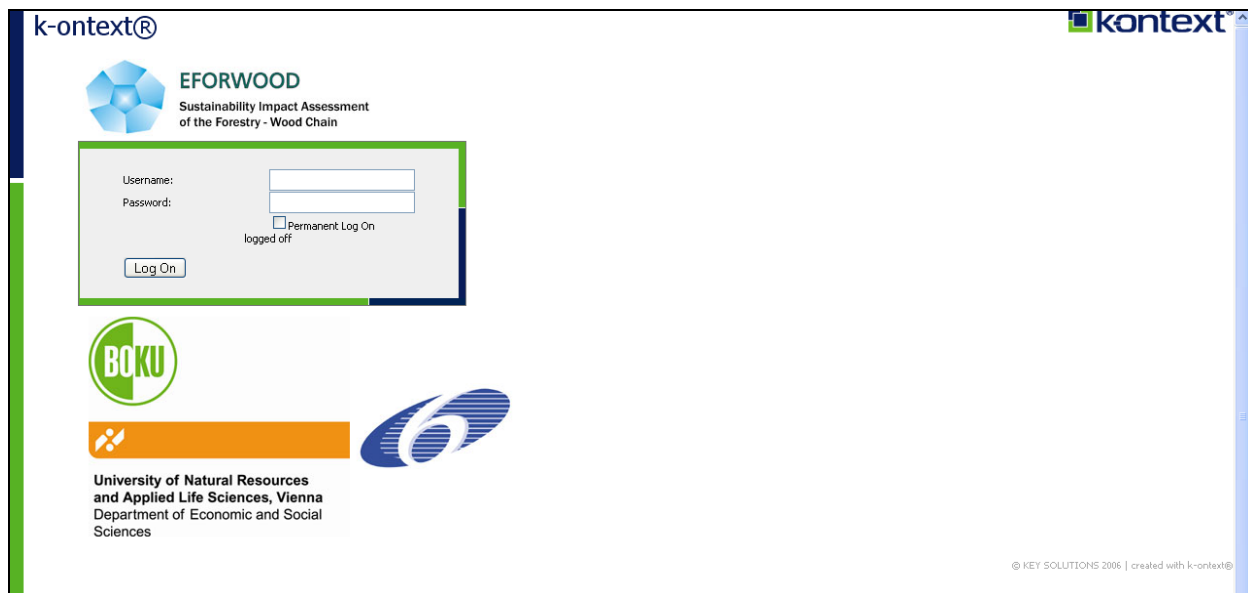 k-ontext®
kontext®
EFORWOOD
Sustainability Impact Assessment
of the Forestry - Wood Chain
Username:
Password:
Permanent Log On
logged off
Log On
BOKU
6
University of Natural Resources
and Applied Life Sciences, Vienna
Department of Economic and Social
Sciences
© KEY SOLUTIONS 2006 | created with k-ontext®